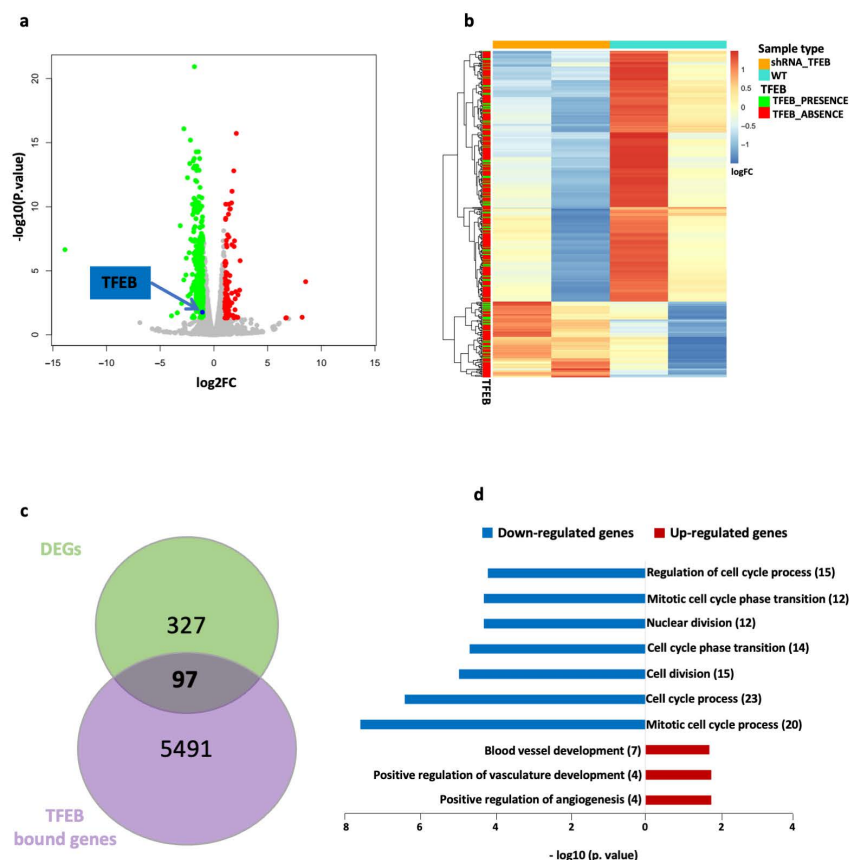 a
20
15
10
5
0
-log10(P.value)
TFEB
−15
−10
−5
0
5
10
15
log2FC
b
Sample type
shRNA_TFEB
WT
TFEB
TFEB_PRESENCE
TFEB_ABSENCE
1
0.5
0
−0.5
−1
logFC
TFEB
c
DEGs
327
97
5491
TFEB
bound genes
d
Down-regulated genes Up-regulated genes
Regulation of cell cycle process (15)
Mitotic cell cycle phase transition (12)
Nuclear division (12)
Cell cycle phase transition (14)
Cell division (15)
Cell cycle process (23)
Mitotic cell cycle process (20)
Blood vessel development (7)
Positive regulation of vasculature development (4)
Positive regulation of angiogenesis (4)
8 6 4 2 0 2 4
- log10 (p. value)